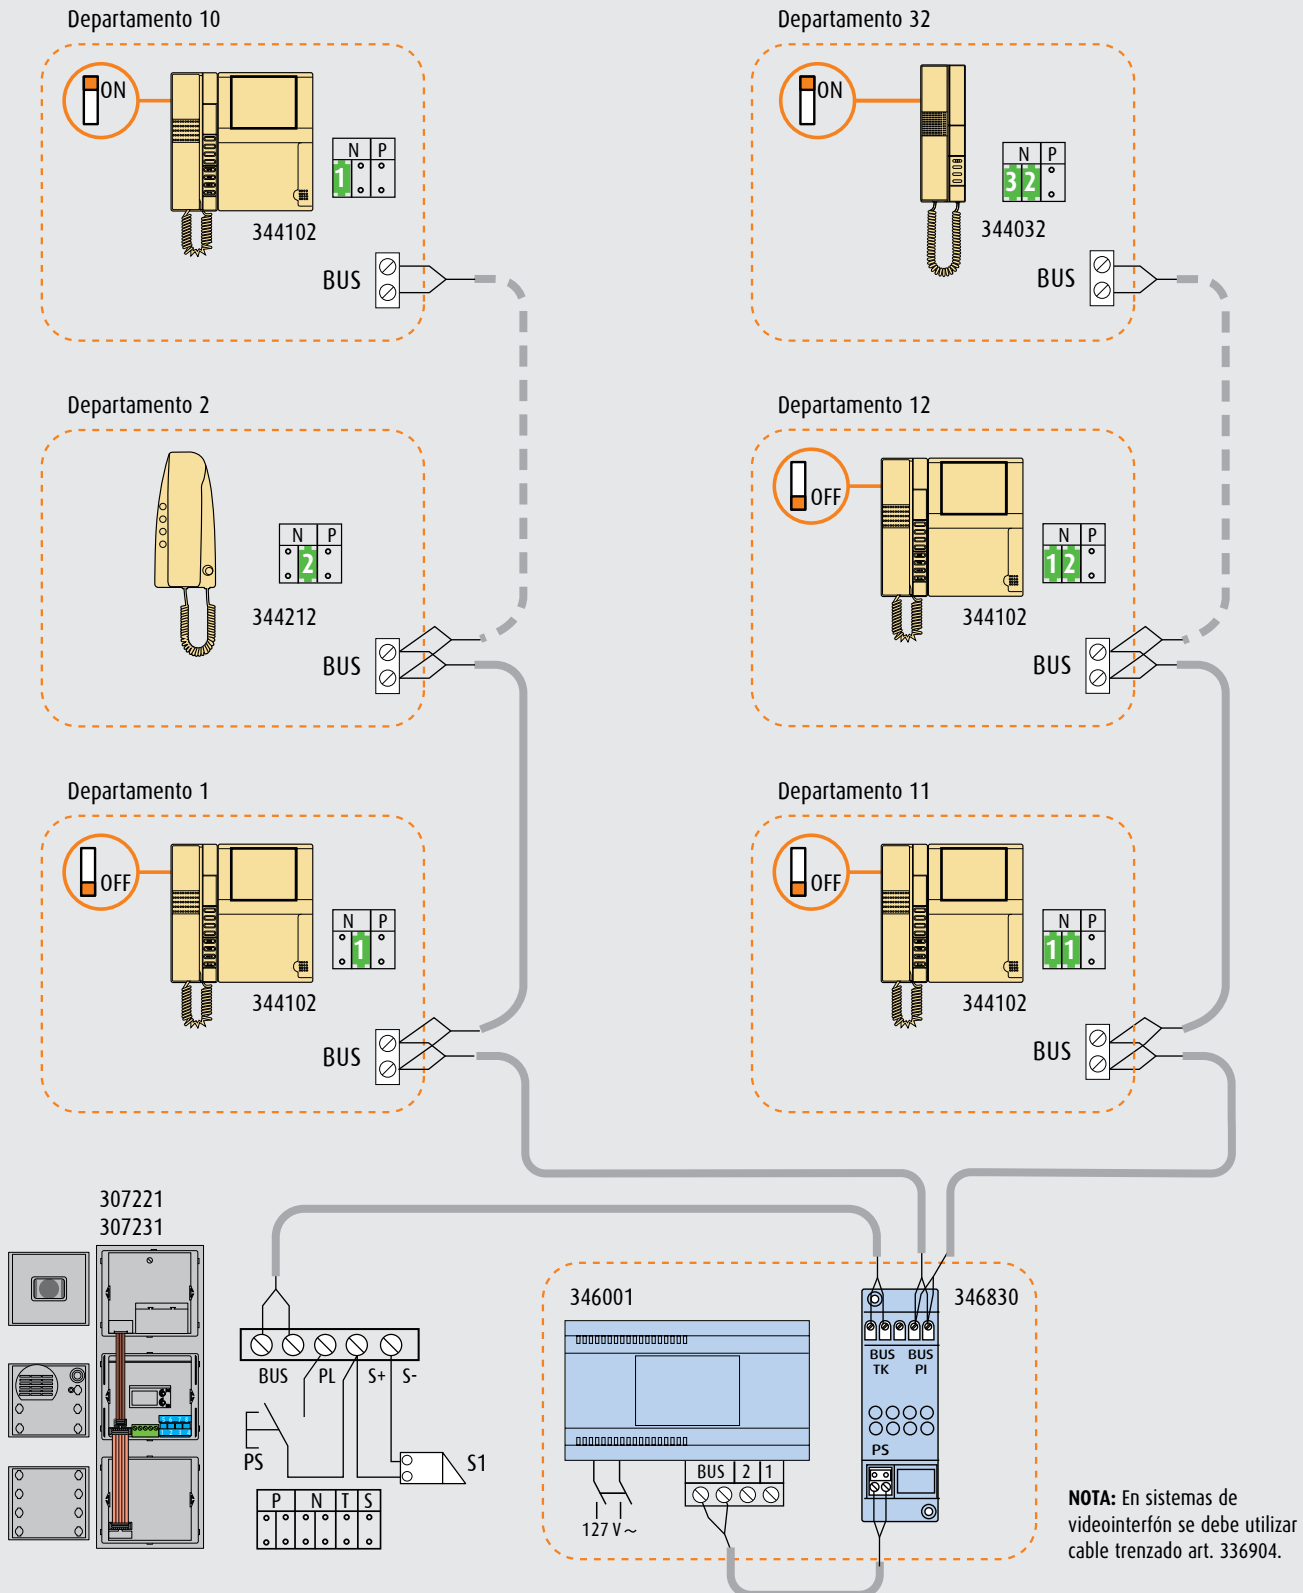 Departamento 10
ON
N P
1
344102
BUS
Departamento 32
ON
N P
3 2
344032
BUS
Departamento 2
N P
2
344212
BUS
Departamento 12
OFF
N P
1 2
344102
BUS
Departamento 1
OFF
N P
1
344102
BUS
Departamento 11
OFF
N P
1 1
344102
BUS
307221
307231
BUS PL S+ S-
PS
S1
P N T S
346001
127 V ~
BUS 2 1
346830
BUS BUS
TK PI
PS
NOTA: En sistemas de
videointerfón se debe utilizar
cable trenzado art. 336904.